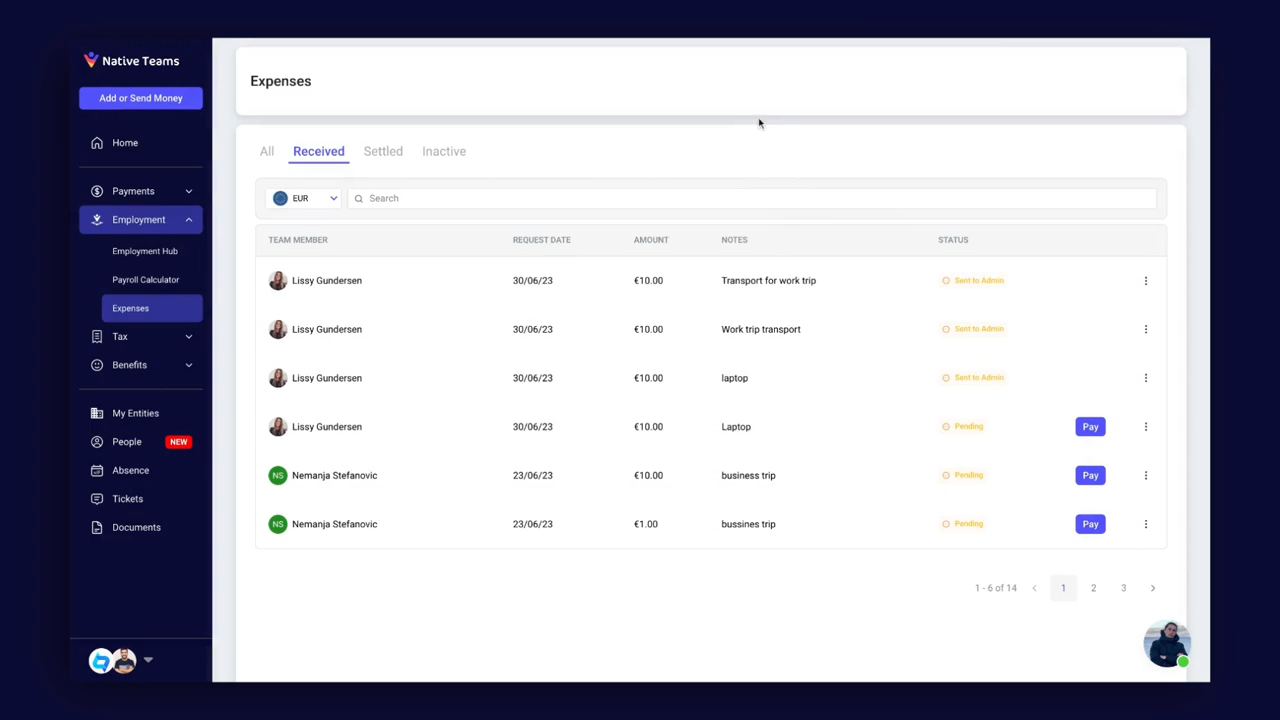 Native Teams
Add or Send Money
Home
Payments
Employment
Employment Hub
Payroll Calculator
Expenses
Tax
Benefits
My Entities
People NEW
Absence
Tickets
Documents
Expenses
All Received Settled Inactive
EUR Search
TEAM MEMBER REQUEST DATE AMOUNT NOTES STATUS
Lissy Gundersen 30/06/23 €10.00 Transport for work trip Sent to Admin
Lissy Gundersen 30/06/23 €10.00 Work trip transport Sent to Admin
Lissy Gundersen 30/06/23 €10.00 laptop Sent to Admin
Lissy Gundersen 30/06/23 €10.00 Laptop Pending Pay
NS Nemanja Stefanovic 23/06/23 €10.00 business trip Pending Pay
NS Nemanja Stefanovic 23/06/23 €1.00 bussines trip Pending Pay
1 - 6 of 14 1 2 3